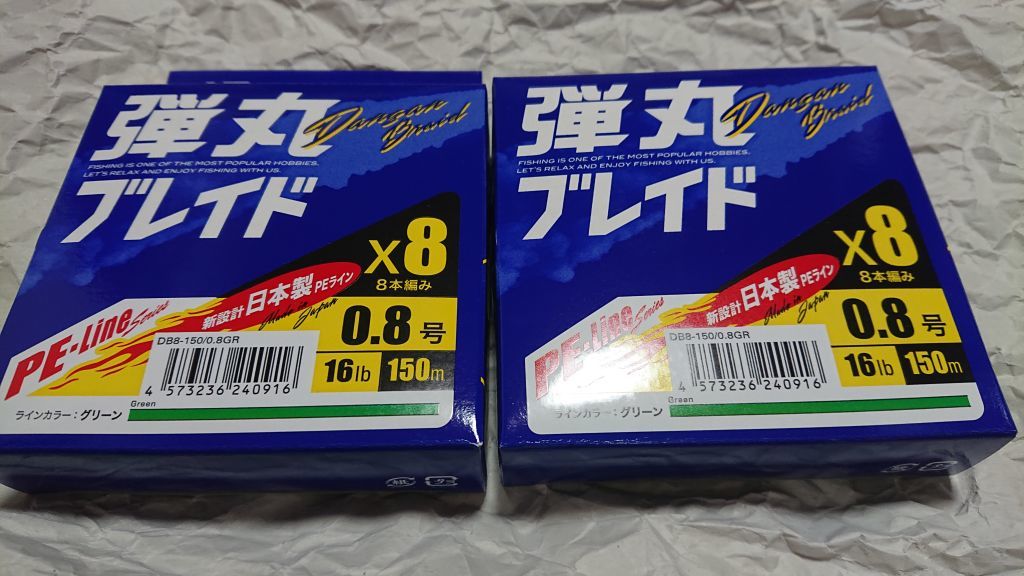 弾丸
Dangan
Braid
FISHING IS ONE OF THE MOST POPULAR HOBBIES.
LET'S RELAX AND ENJOY FISHING WITH US.
ブレイド
X8
8本編み
新設計 日本製 PEライン
Made in Japan
PE-Line Series
0.8号
DB8-150/0.8GR
4 573236 240916
16lb
150m
Green
ラインカラー:グリーン
紙
弾丸
Dangan
Braid
FISHING IS ONE OF THE MOST POPULAR HOBBIES.
LET'S RELAX AND ENJOY FISHING WITH US.
ブレイド
X8
8本編み
新設計 日本製 PEライン
Made in Japan
PE-Line Series
0.8号
DB8-150/0.8GR
4 573236 240916
16lb
150m
Green
ラインカラー:グリーン